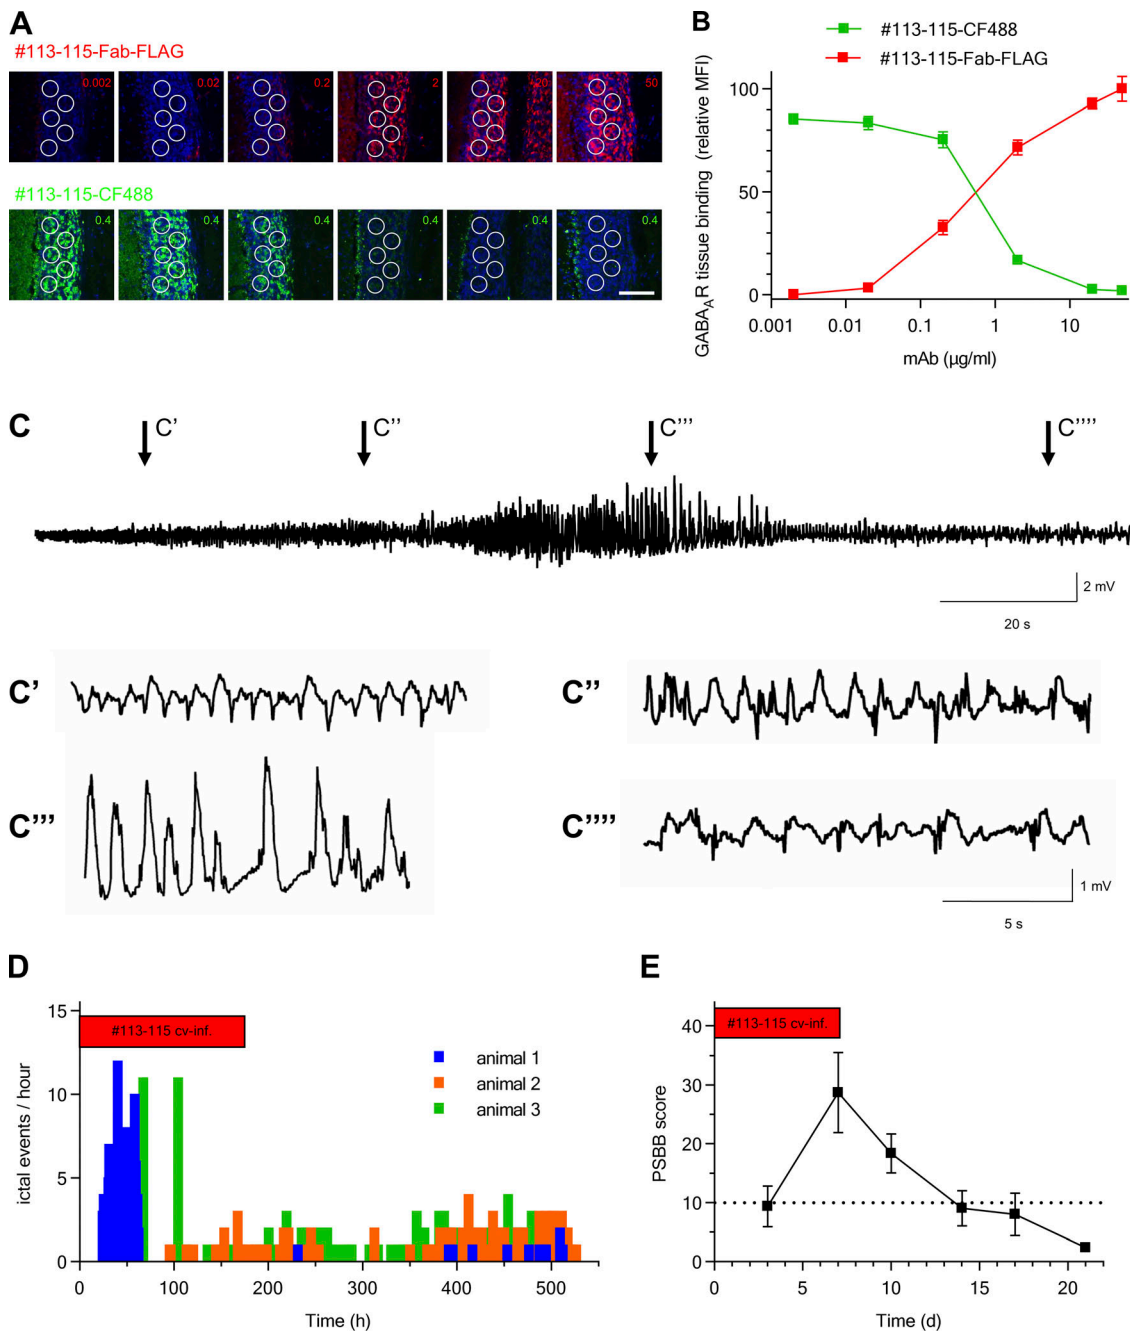 A
#113-115-Fab-FLAG
0.002 0.02 0.2 2 20 50
#113-115-CF488
0.4 0.4 0.4 0.4 0.4 0.4
B
#113-115-CF488
#113-115-Fab-FLAG
GABAAR tissue binding (relative MFI)
100
50
0
0.001 0.01 0.1 1 10
mAb (µg/ml)
C
C' C'' C''' C''''
2 mV
20 s
C' C''
C''' C''''
1 mV
5 s
D
#113-115 cv-inf.
animal 1
animal 2
animal 3
ictal events / hour
15
10
5
0
0 100 200 300 400 500
Time (h)
E
#113-115 cv-inf.
PSBB score
40
30
20
10
0
0 5 10 15 20
Time (d)